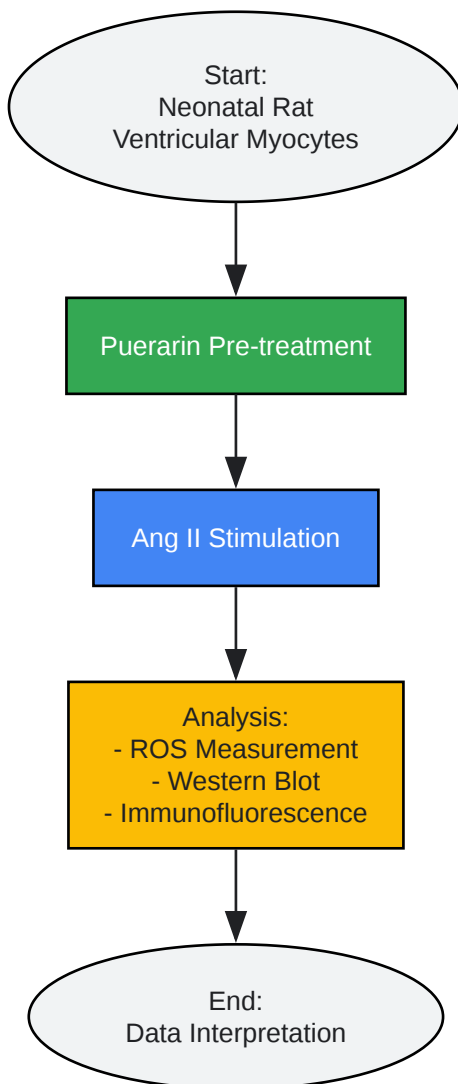 Start:
Neonatal Rat
Ventricular Myocytes
Puerarin Pre-treatment
Ang II Stimulation
Analysis:
- ROS Measurement
- Western Blot
- Immunofluorescence
End:
Data Interpretation